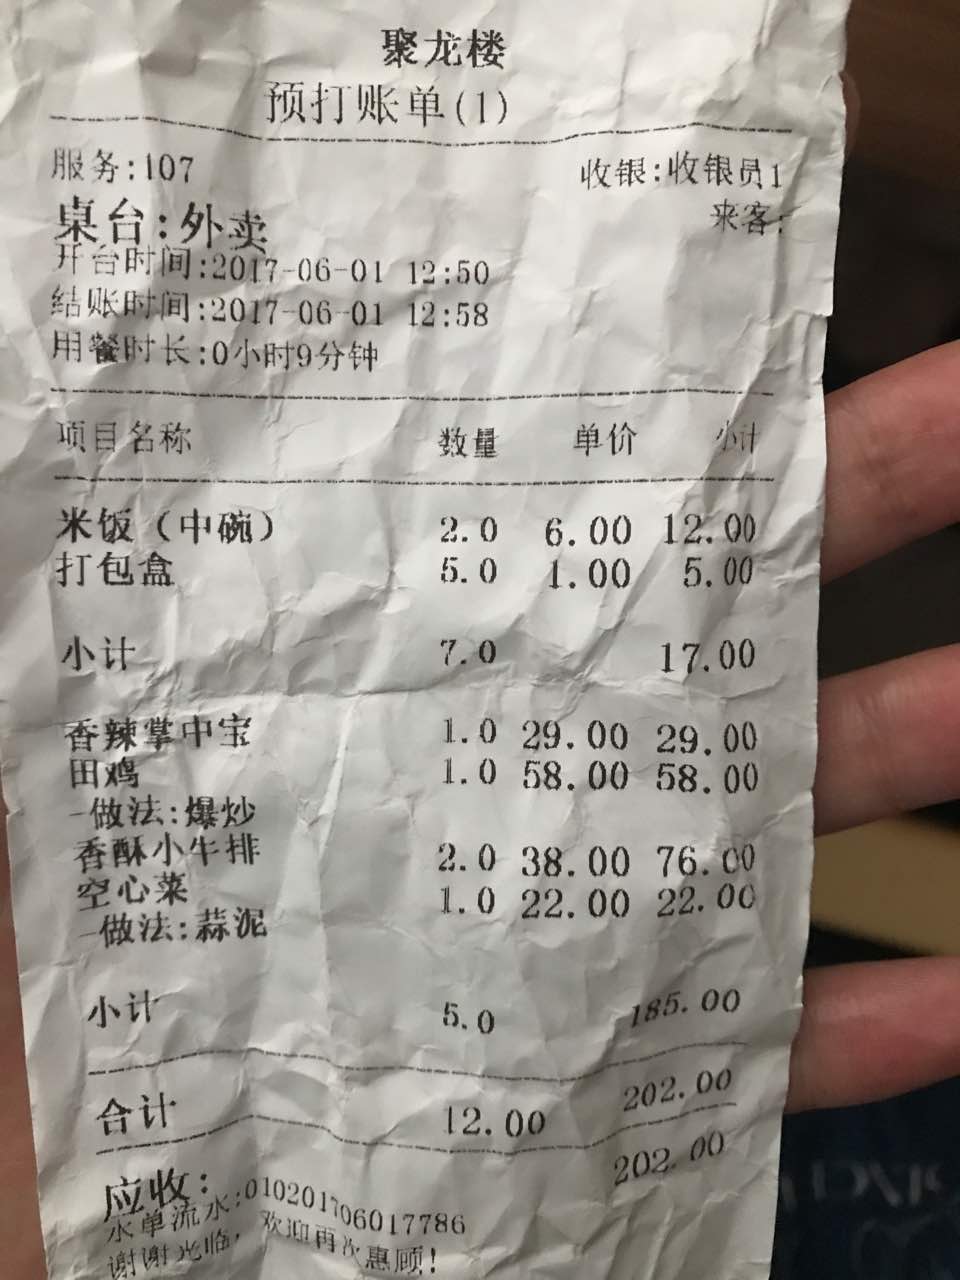 聚龙楼
预打账单(1)
服务:107 收银:收银员1
桌台:外卖 来客:
开台时间:2017-06-01 12:50
结账时间:2017-06-01 12:58
用餐时长:0小时9分钟
项目名称 数量 单价 小计
米饭（中碗） 2.0 6.00 12.00
打包盒 5.0 1.00 5.00
小计 7.0 17.00
香辣掌中宝 1.0 29.00 29.00
田鸡 1.0 58.00 58.00
-做法:爆炒
香酥小牛排 2.0 38.00 76.00
空心菜 1.0 22.00 22.00
-做法:蒜泥
小计 5.0 185.00
合计 12.00 202.00
应收: 202.00
水单流水:010201706017786
谢谢光临，欢迎再次惠顾!